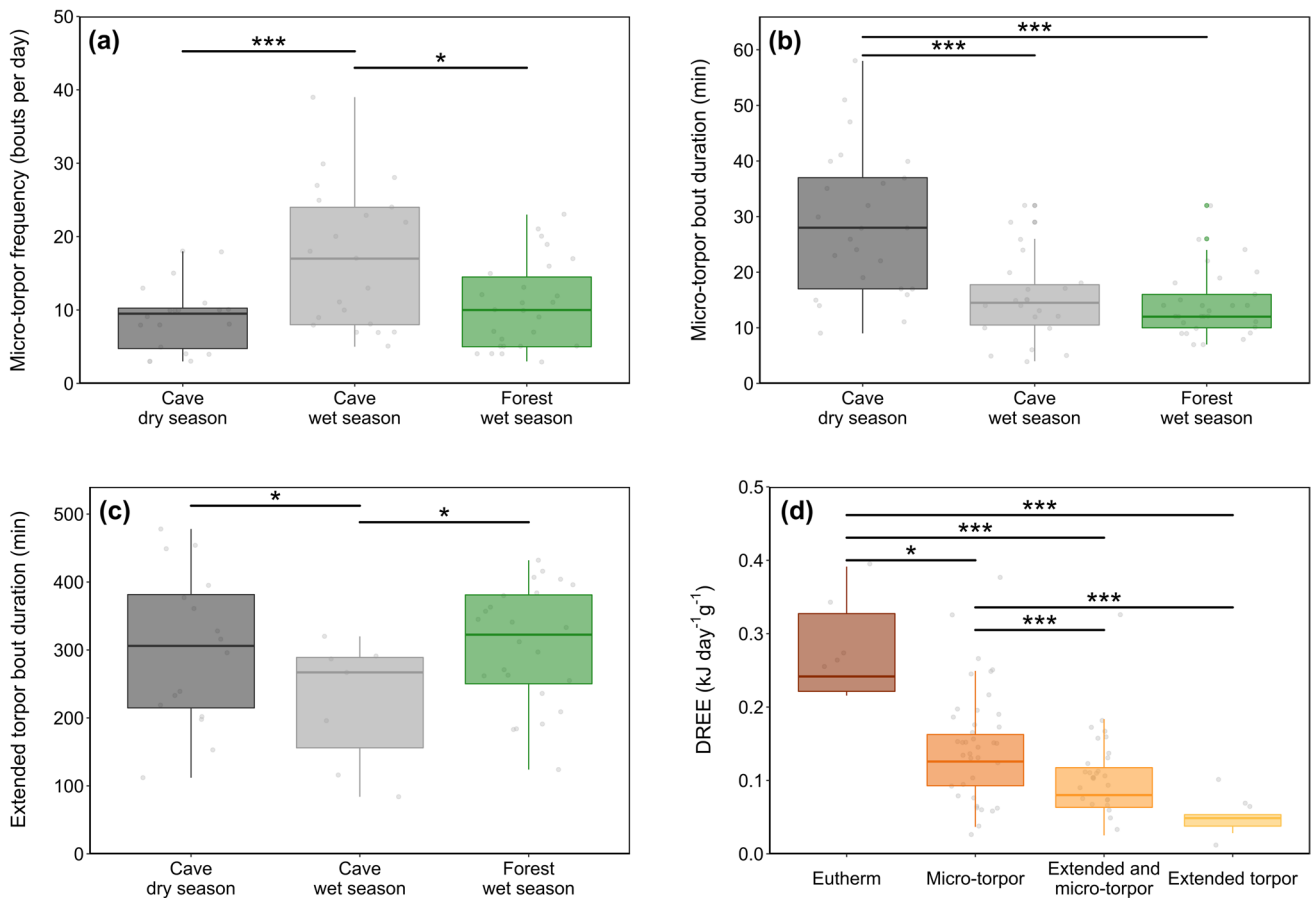 (a)
Micro-torpor frequency (bouts per day)
50
40
30
20
10
0
***
*
Cave
dry season
Cave
wet season
Forest
wet season
(b)
Micro-torpor bout duration (min)
60
50
40
30
20
10
0
***
***
Cave
dry season
Cave
wet season
Forest
wet season
(c)
Extended torpor bout duration (min)
500
400
300
200
100
0
*
*
Cave
dry season
Cave
wet season
Forest
wet season
(d)
DREE (kJ day⁻¹g⁻¹)
0.5
0.4
0.3
0.2
0.1
0.0
***
***
*
***
***
Eutherm
Micro-torpor
Extended and
micro-torpor
Extended torpor